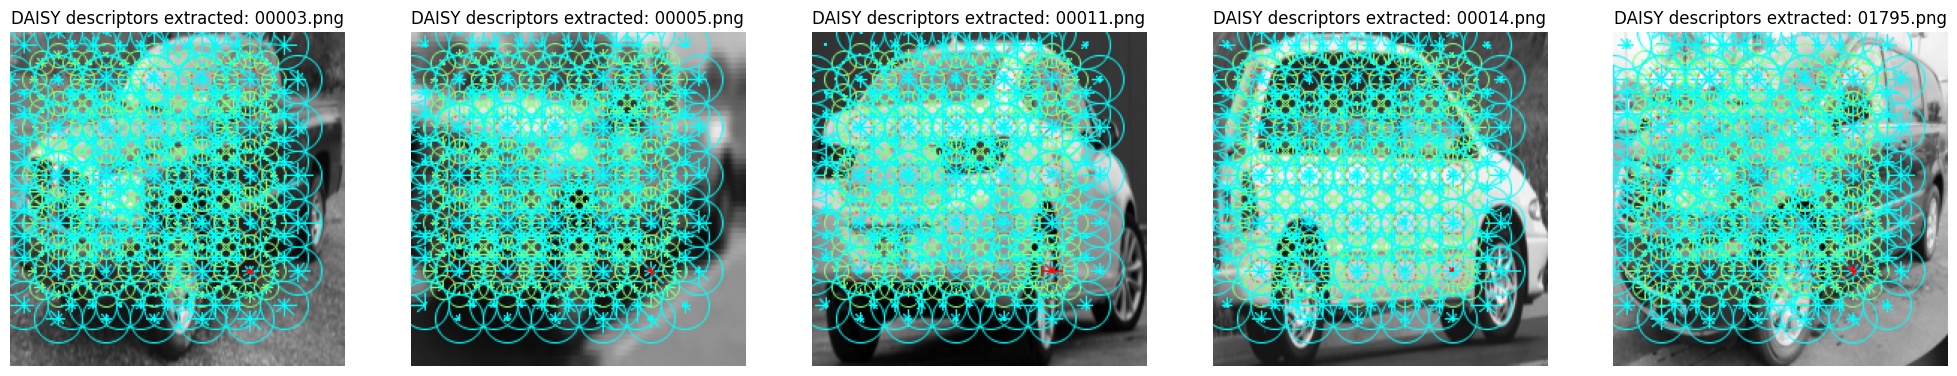 DAISY descriptors extracted: 00003.png
DAISY descriptors extracted: 00005.png
DAISY descriptors extracted: 00011.png
DAISY descriptors extracted: 00014.png
DAISY descriptors extracted: 01795.png